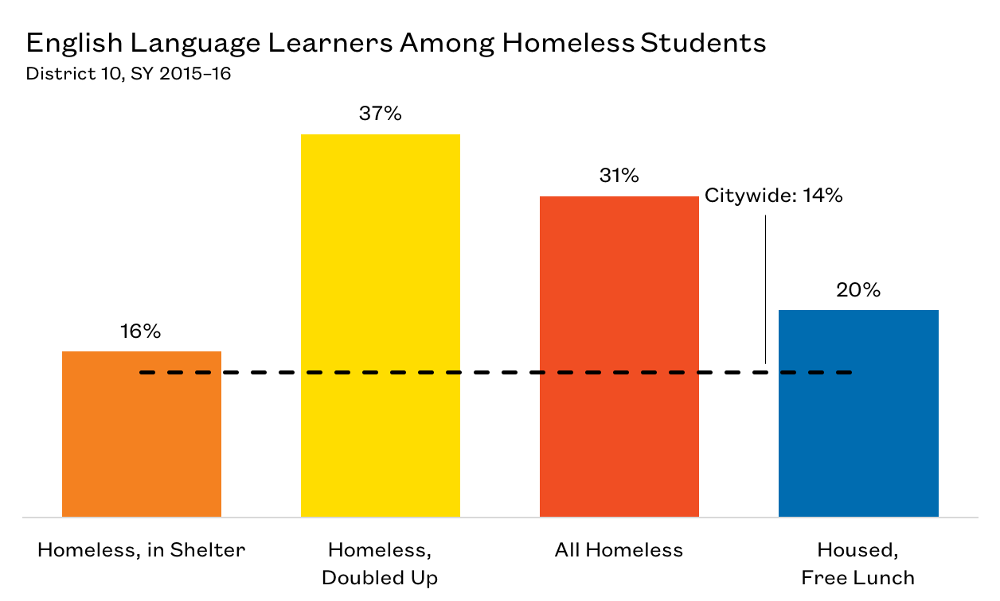 English Language Learners Among Homeless Students
District 10, SY 2015–16
37%
31%
Citywide: 14%
20%
16%
Homeless, in Shelter
Homeless,
Doubled Up
All Homeless
Housed,
Free Lunch